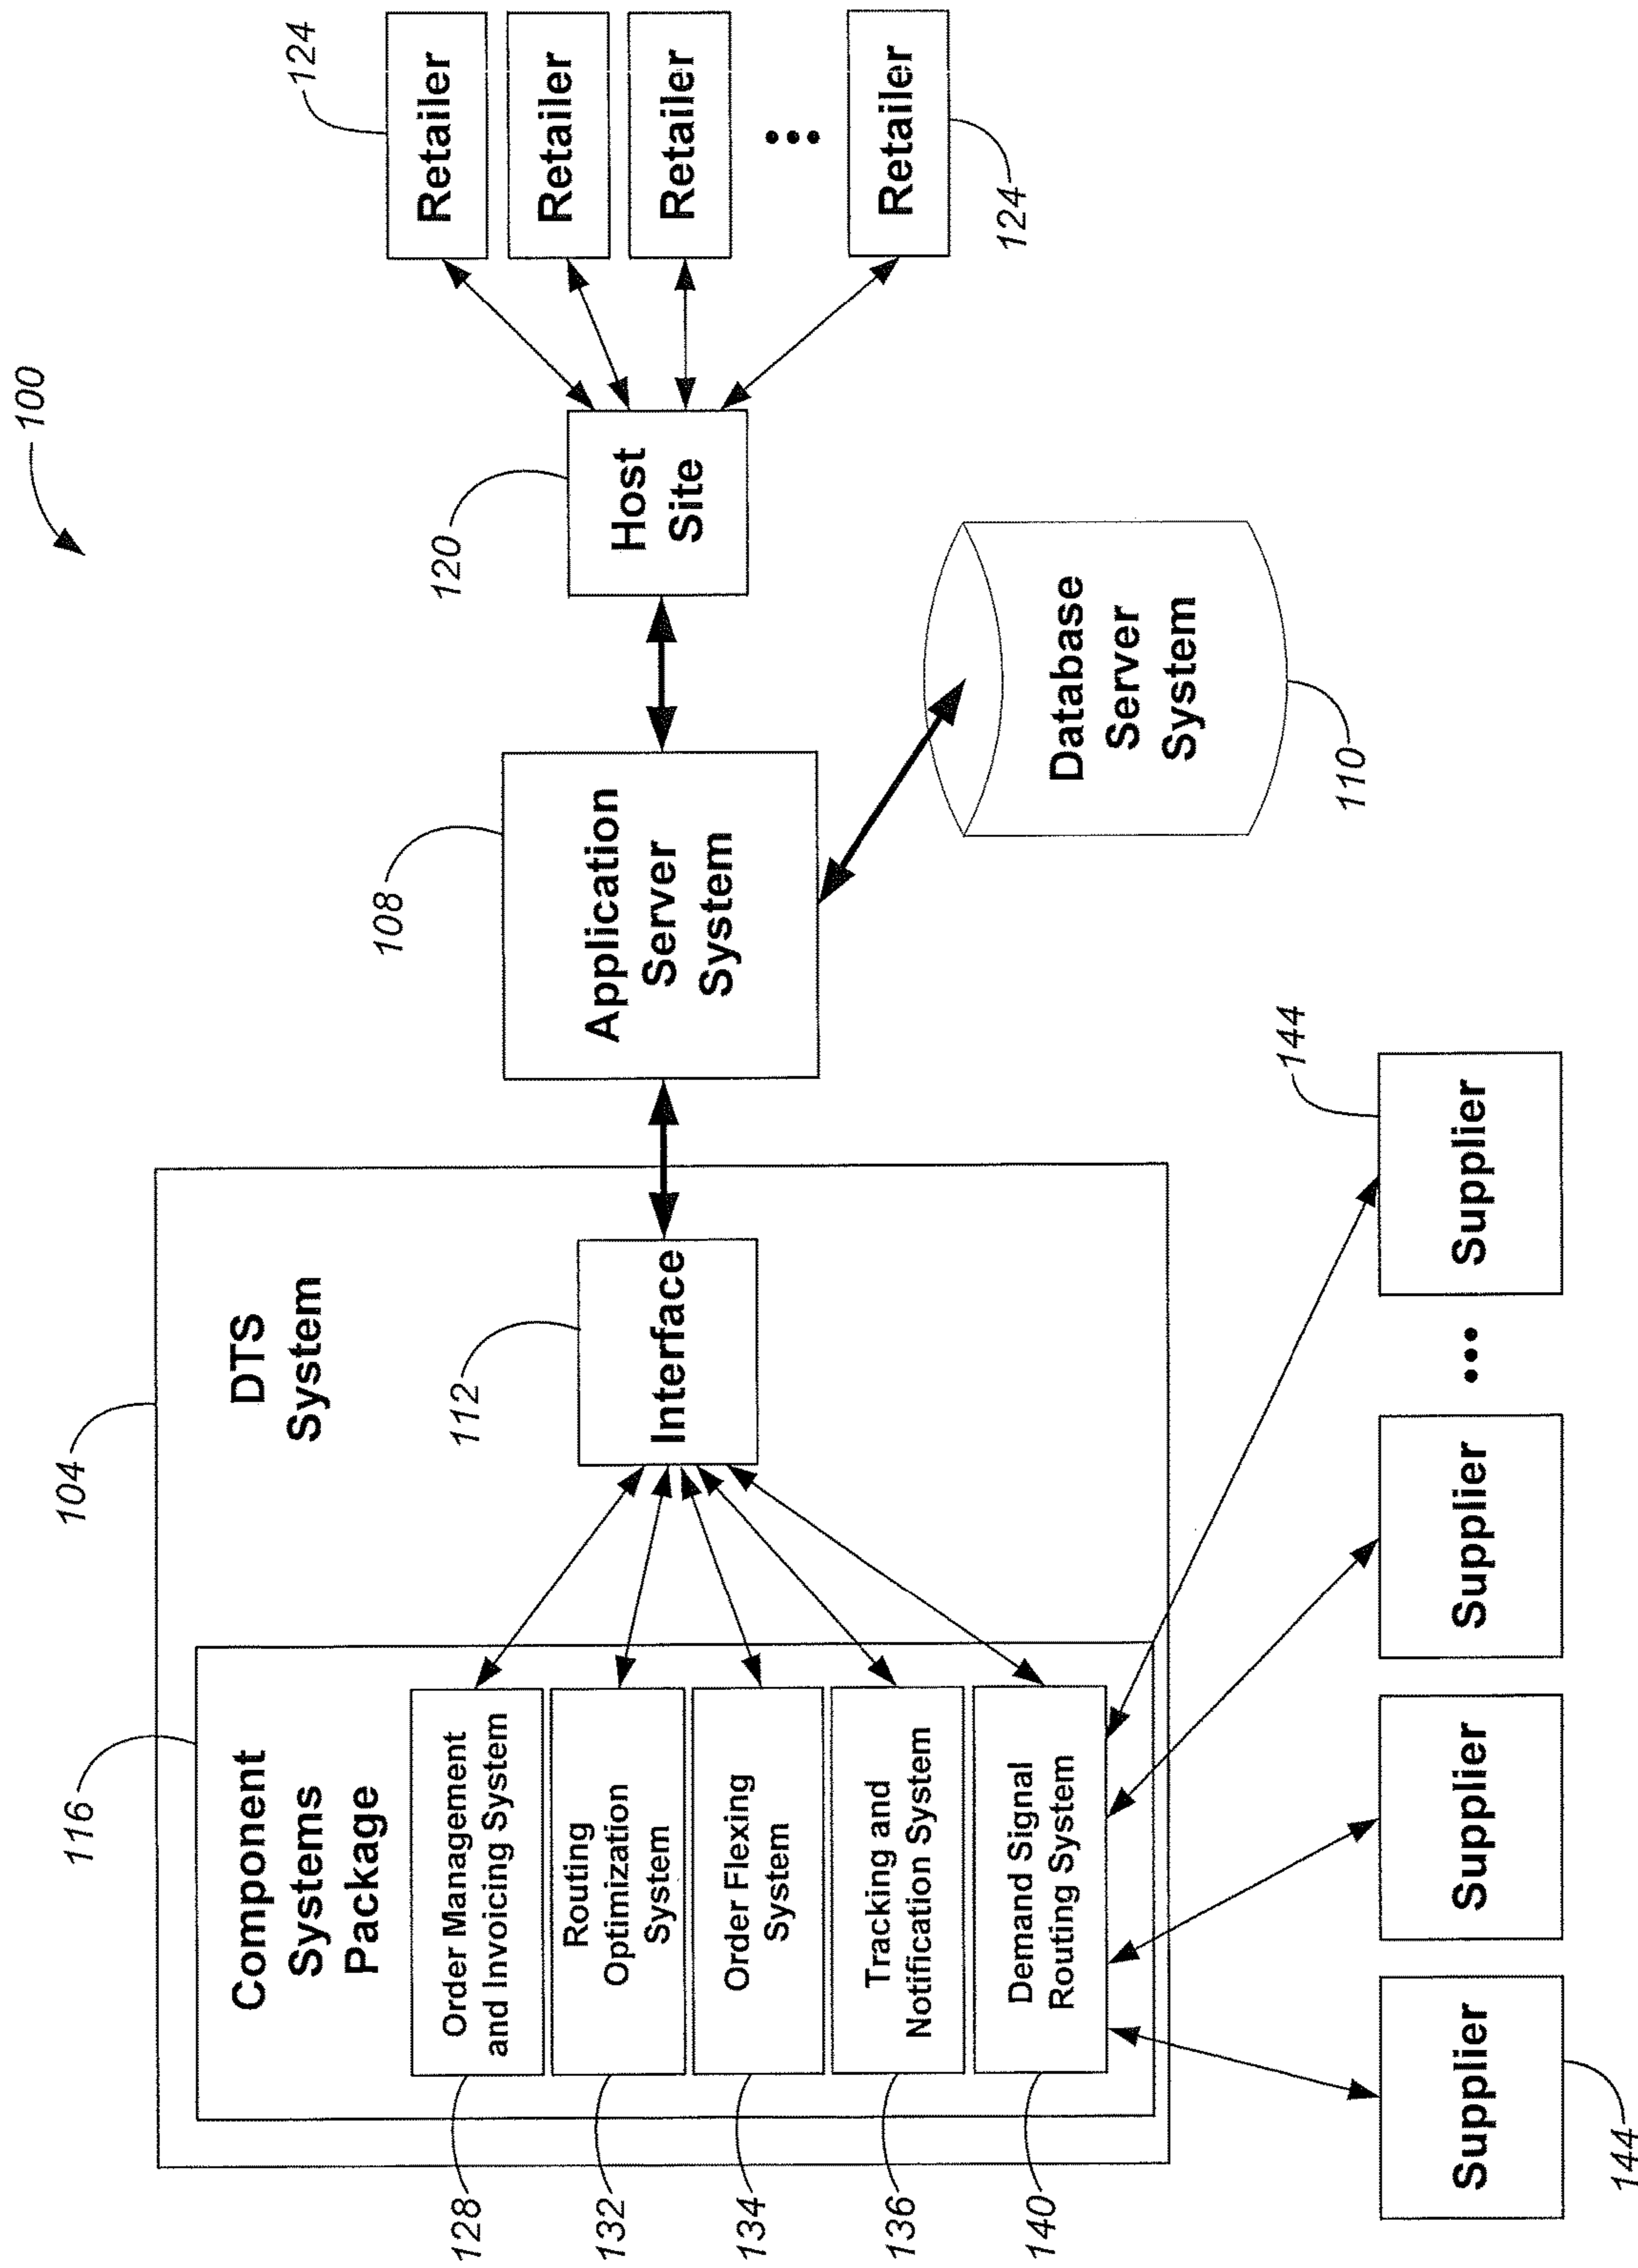 100
104
DTS
System
116
Component
Systems
Package
Order Management
and Invoicing System
128
Routing
Optimization
System
132
Order Flexing
System
134
Tracking and
Notification System
136
Demand Signal
Routing System
140
112
Interface
108
Application
Server
System
120
Host
Site
124
Retailer
Retailer
Retailer
Retailer
124
Database
Server
System
110
Supplier
144
Supplier
Supplier
Supplier
144